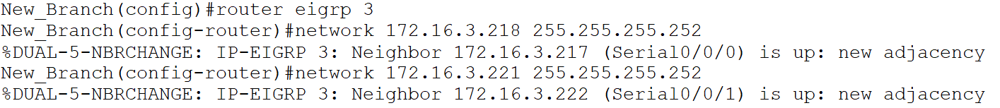 New_Branch(config)#router eigrp 3
New_Branch(config-router)#network 172.16.3.218 255.255.255.252
%DUAL-5-NBRCHANGE: IP-EIGRP 3: Neighbor 172.16.3.217 (Serial0/0/0) is up: new adjacency
New_Branch(config-router)#network 172.16.3.221 255.255.255.252
%DUAL-5-NBRCHANGE: IP-EIGRP 3: Neighbor 172.16.3.222 (Serial0/0/1) is up: new adjacency